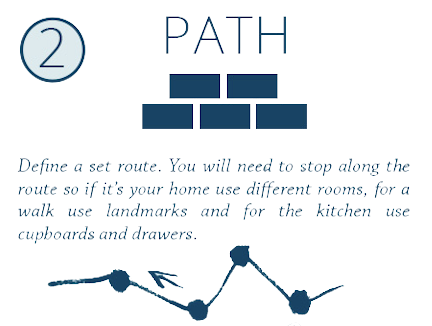 2
PATH
Define a set route. You will need to stop along the
route so if it's your home use different rooms, for a
walk use landmarks and for the kitchen use
cupboards and drawers.